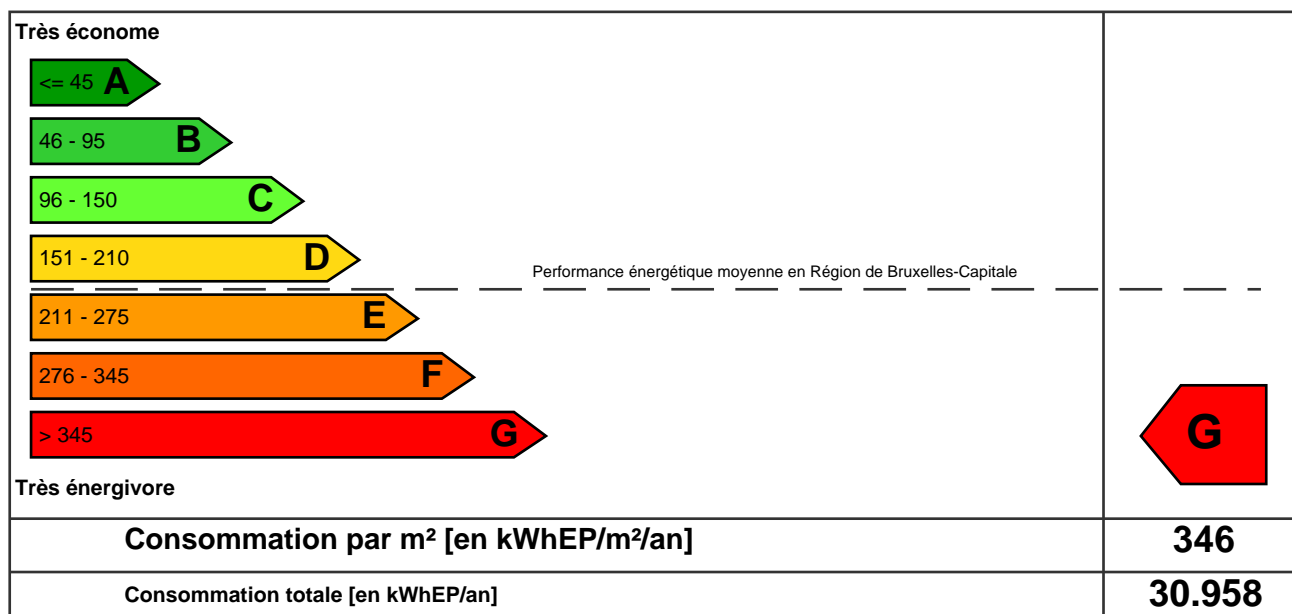 Très économe
<= 45 A
46 - 95 B
96 - 150 C
151 - 210 D
Performance énergétique moyenne en Région de Bruxelles-Capitale
211 - 275 E
276 - 345 F
> 345 G
G
Très énergivore
Consommation par m² [en kWhEP/m²/an] 346
Consommation totale [en kWhEP/an] 30.958